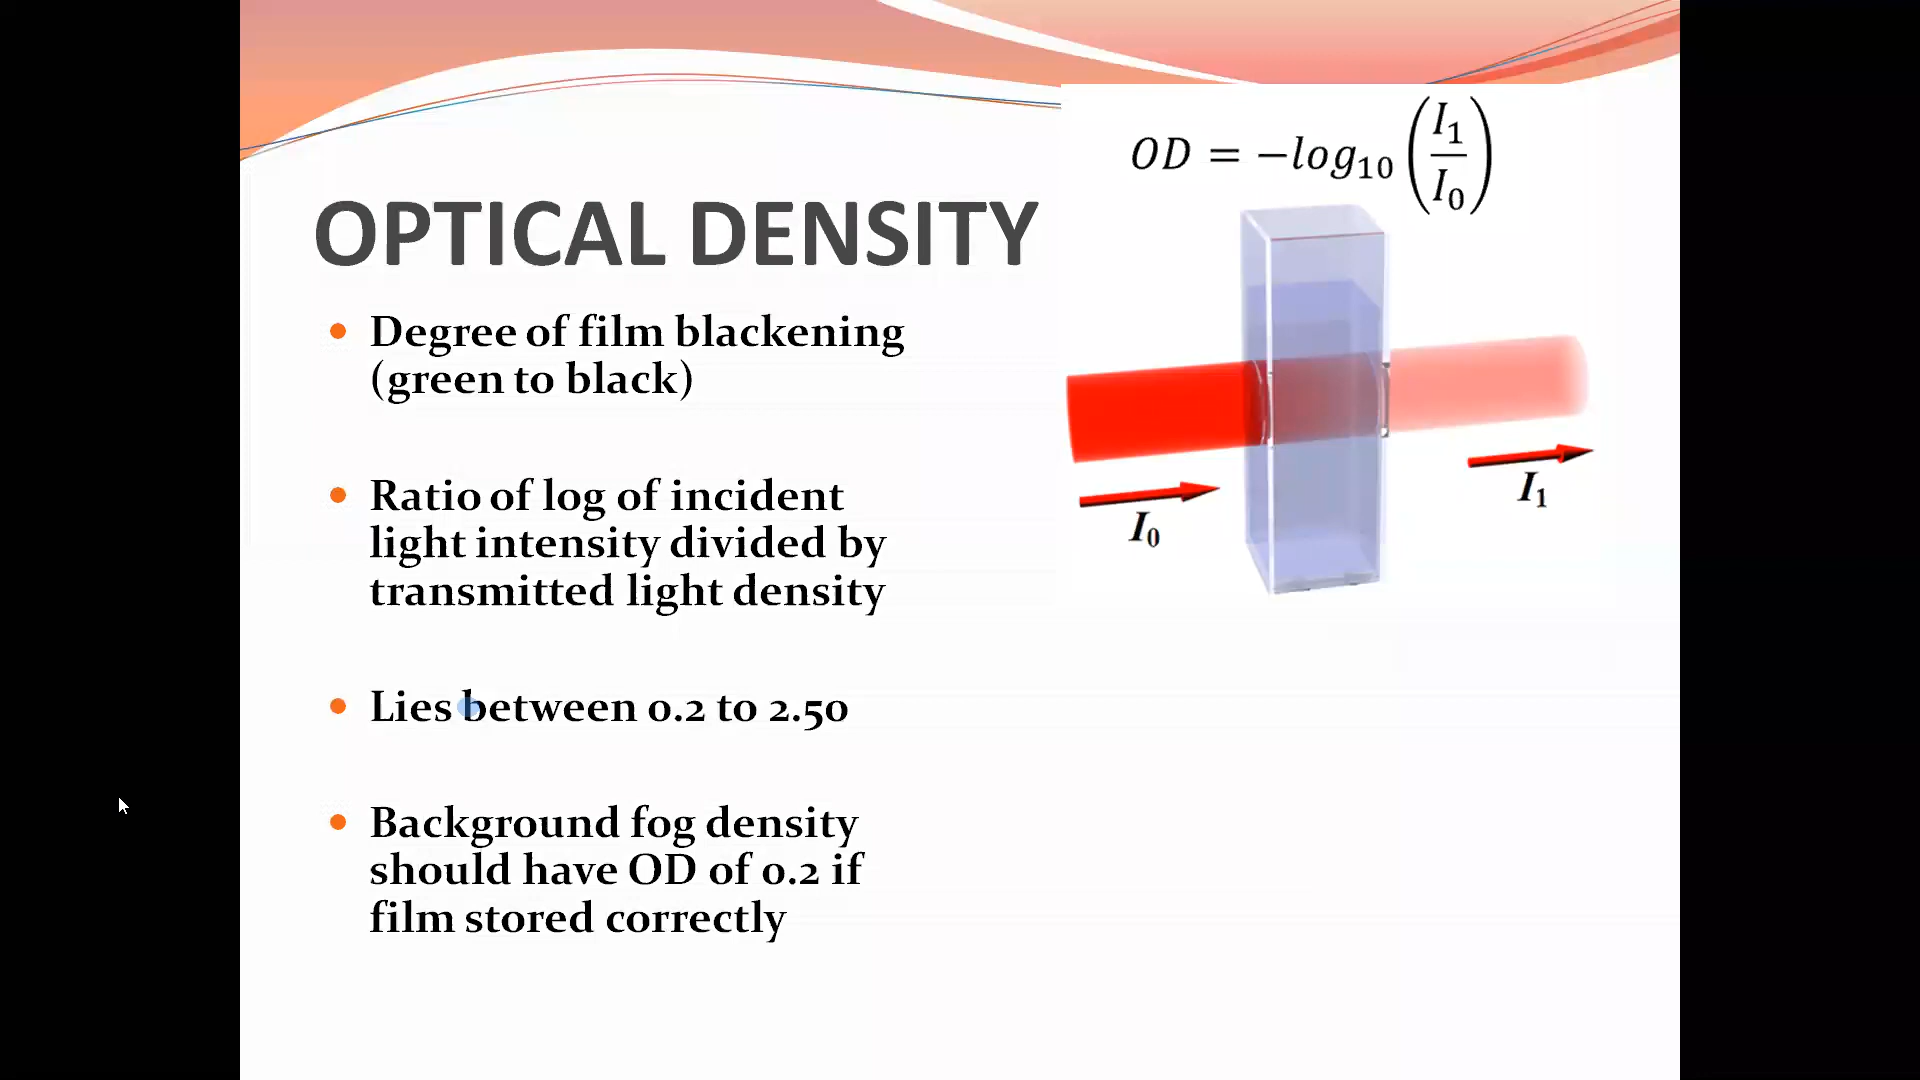 OD = −log₁₀ (I₁/I₀)
OPTICAL DENSITY
Degree of film blackening
(green to black)
Ratio of log of incident
light intensity divided by
transmitted light density
Lies between 0.2 to 2.50
Background fog density
should have OD of 0.2 if
film stored correctly
I₀
I₁